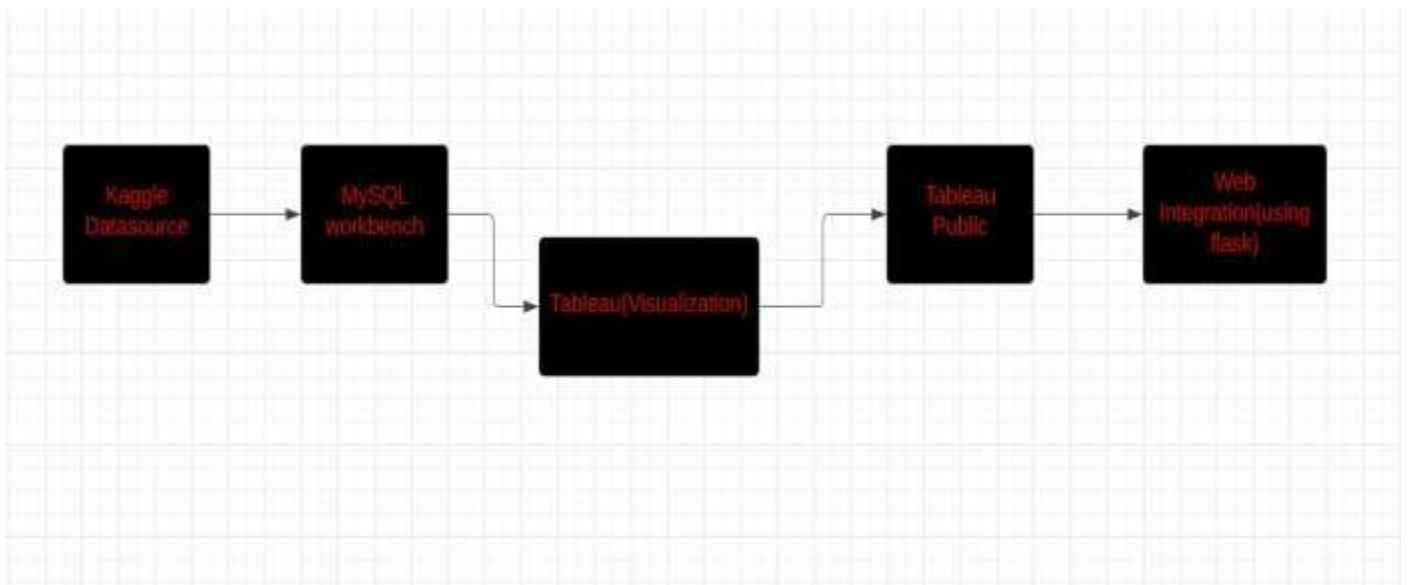 Kaggle
Datasource
MySQL
workbench
Tableau(Visualization)
Tableau
Public
Web
Integration(using
flask)